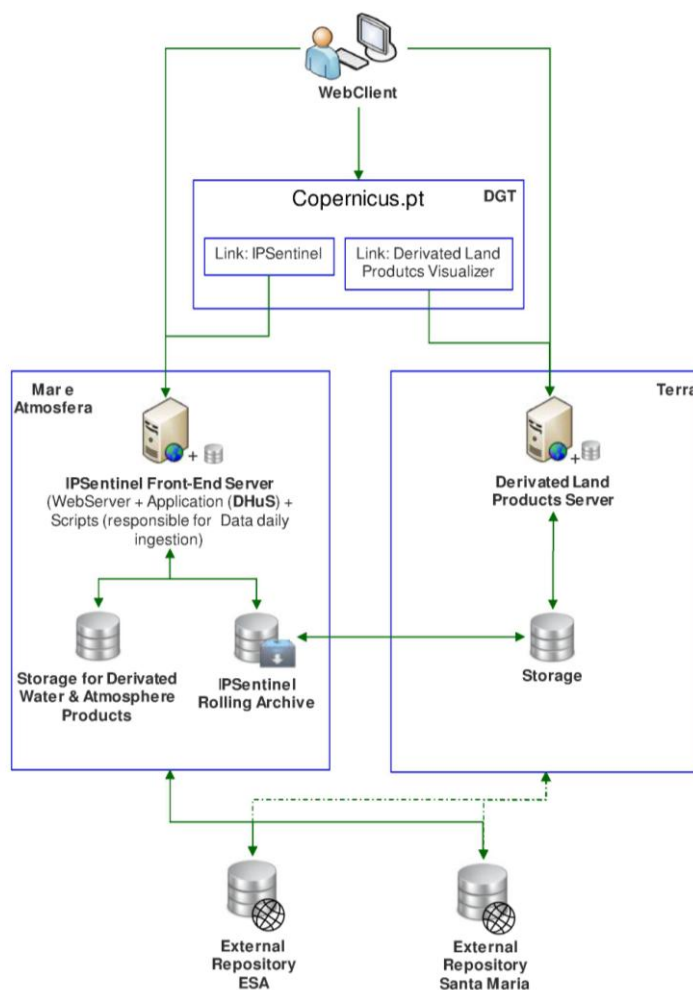 WebClient
Copernicus.pt
DGT
Link: IPSentinel
Link: Derivated Land
Produtcs Visualizer
Mar e
Atmosfera
+
IPSentinel Front-End Server
(WebServer + Application (DHuS) +
Scripts (responsible for Data daily
ingestion)
Storage for Derivated
Water & Atmosphere
Products
IPSentinel
Rolling Archive
Terra
+
Derivated Land
Products Server
Storage
External
Repository
ESA
External
Repository
Santa Maria